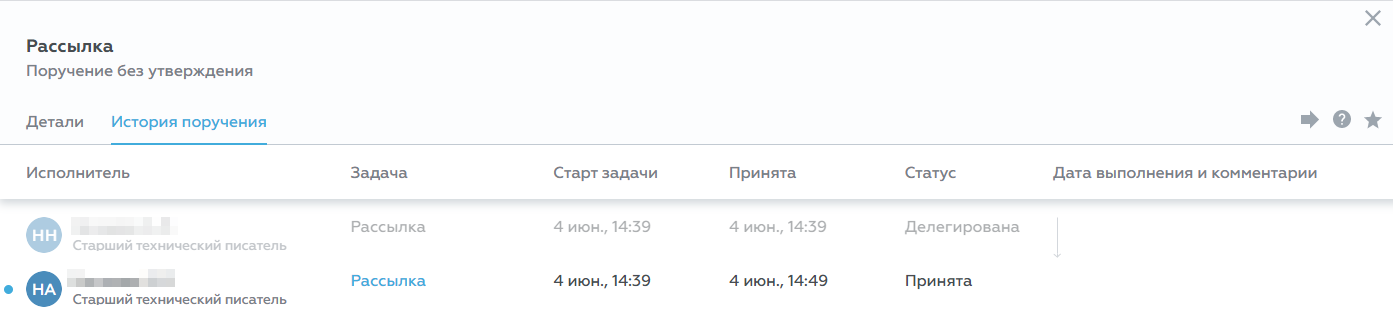 Рассылка
Поручение без утверждения
Детали История поручения
?
Исполнитель Задача Старт задачи Принята Статус Дата выполнения и комментарии
НН Рассылка 4 июн., 14:39 4 июн., 14:39 Делегирована
Старший технический писатель
НА Рассылка 4 июн., 14:39 4 июн., 14:49 Принята
Старший технический писатель